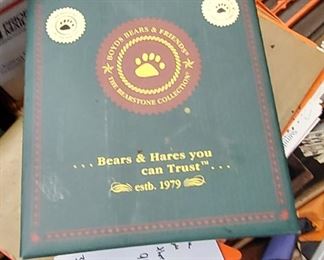 BOYDS BEARS & FRIENDS
THE BEARSTONE COLLECTION
. . . Bears & Hares you
can Trust™ . . .
estb. 1979